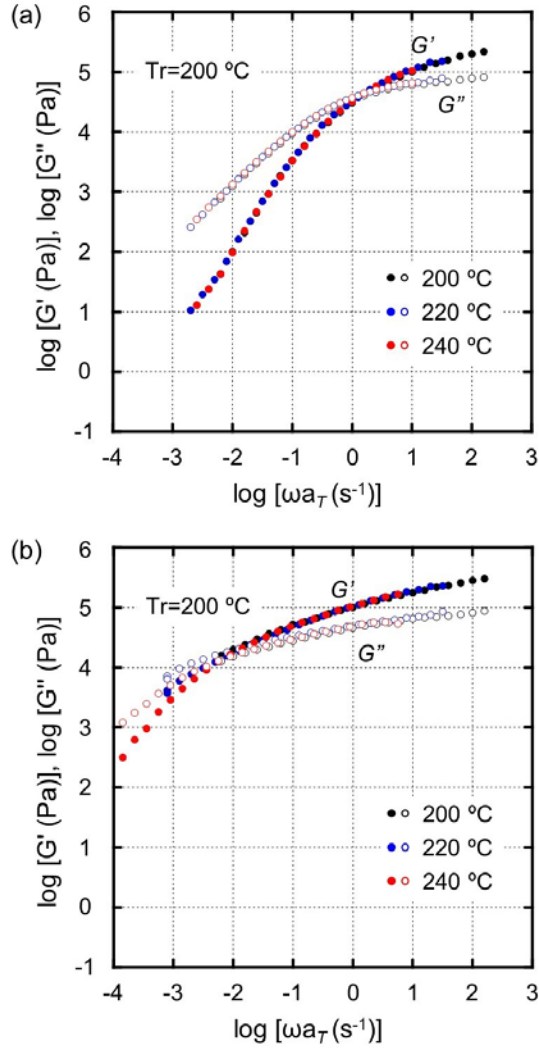 (a)
6
5
4
3
2
1
0
-1
log [G' (Pa)], log [G'' (Pa)]
Tr=200 ºC
G'
G''
200 ºC
220 ºC
240 ºC
-4 -3 -2 -1 0 1 2 3
log [ωa_T (s⁻¹)]
(b)
6
5
4
3
2
1
0
-1
log [G' (Pa)], log [G'' (Pa)]
Tr=200 ºC
G'
G''
200 ºC
220 ºC
240 ºC
-4 -3 -2 -1 0 1 2 3
log [ωa_T (s⁻¹)]